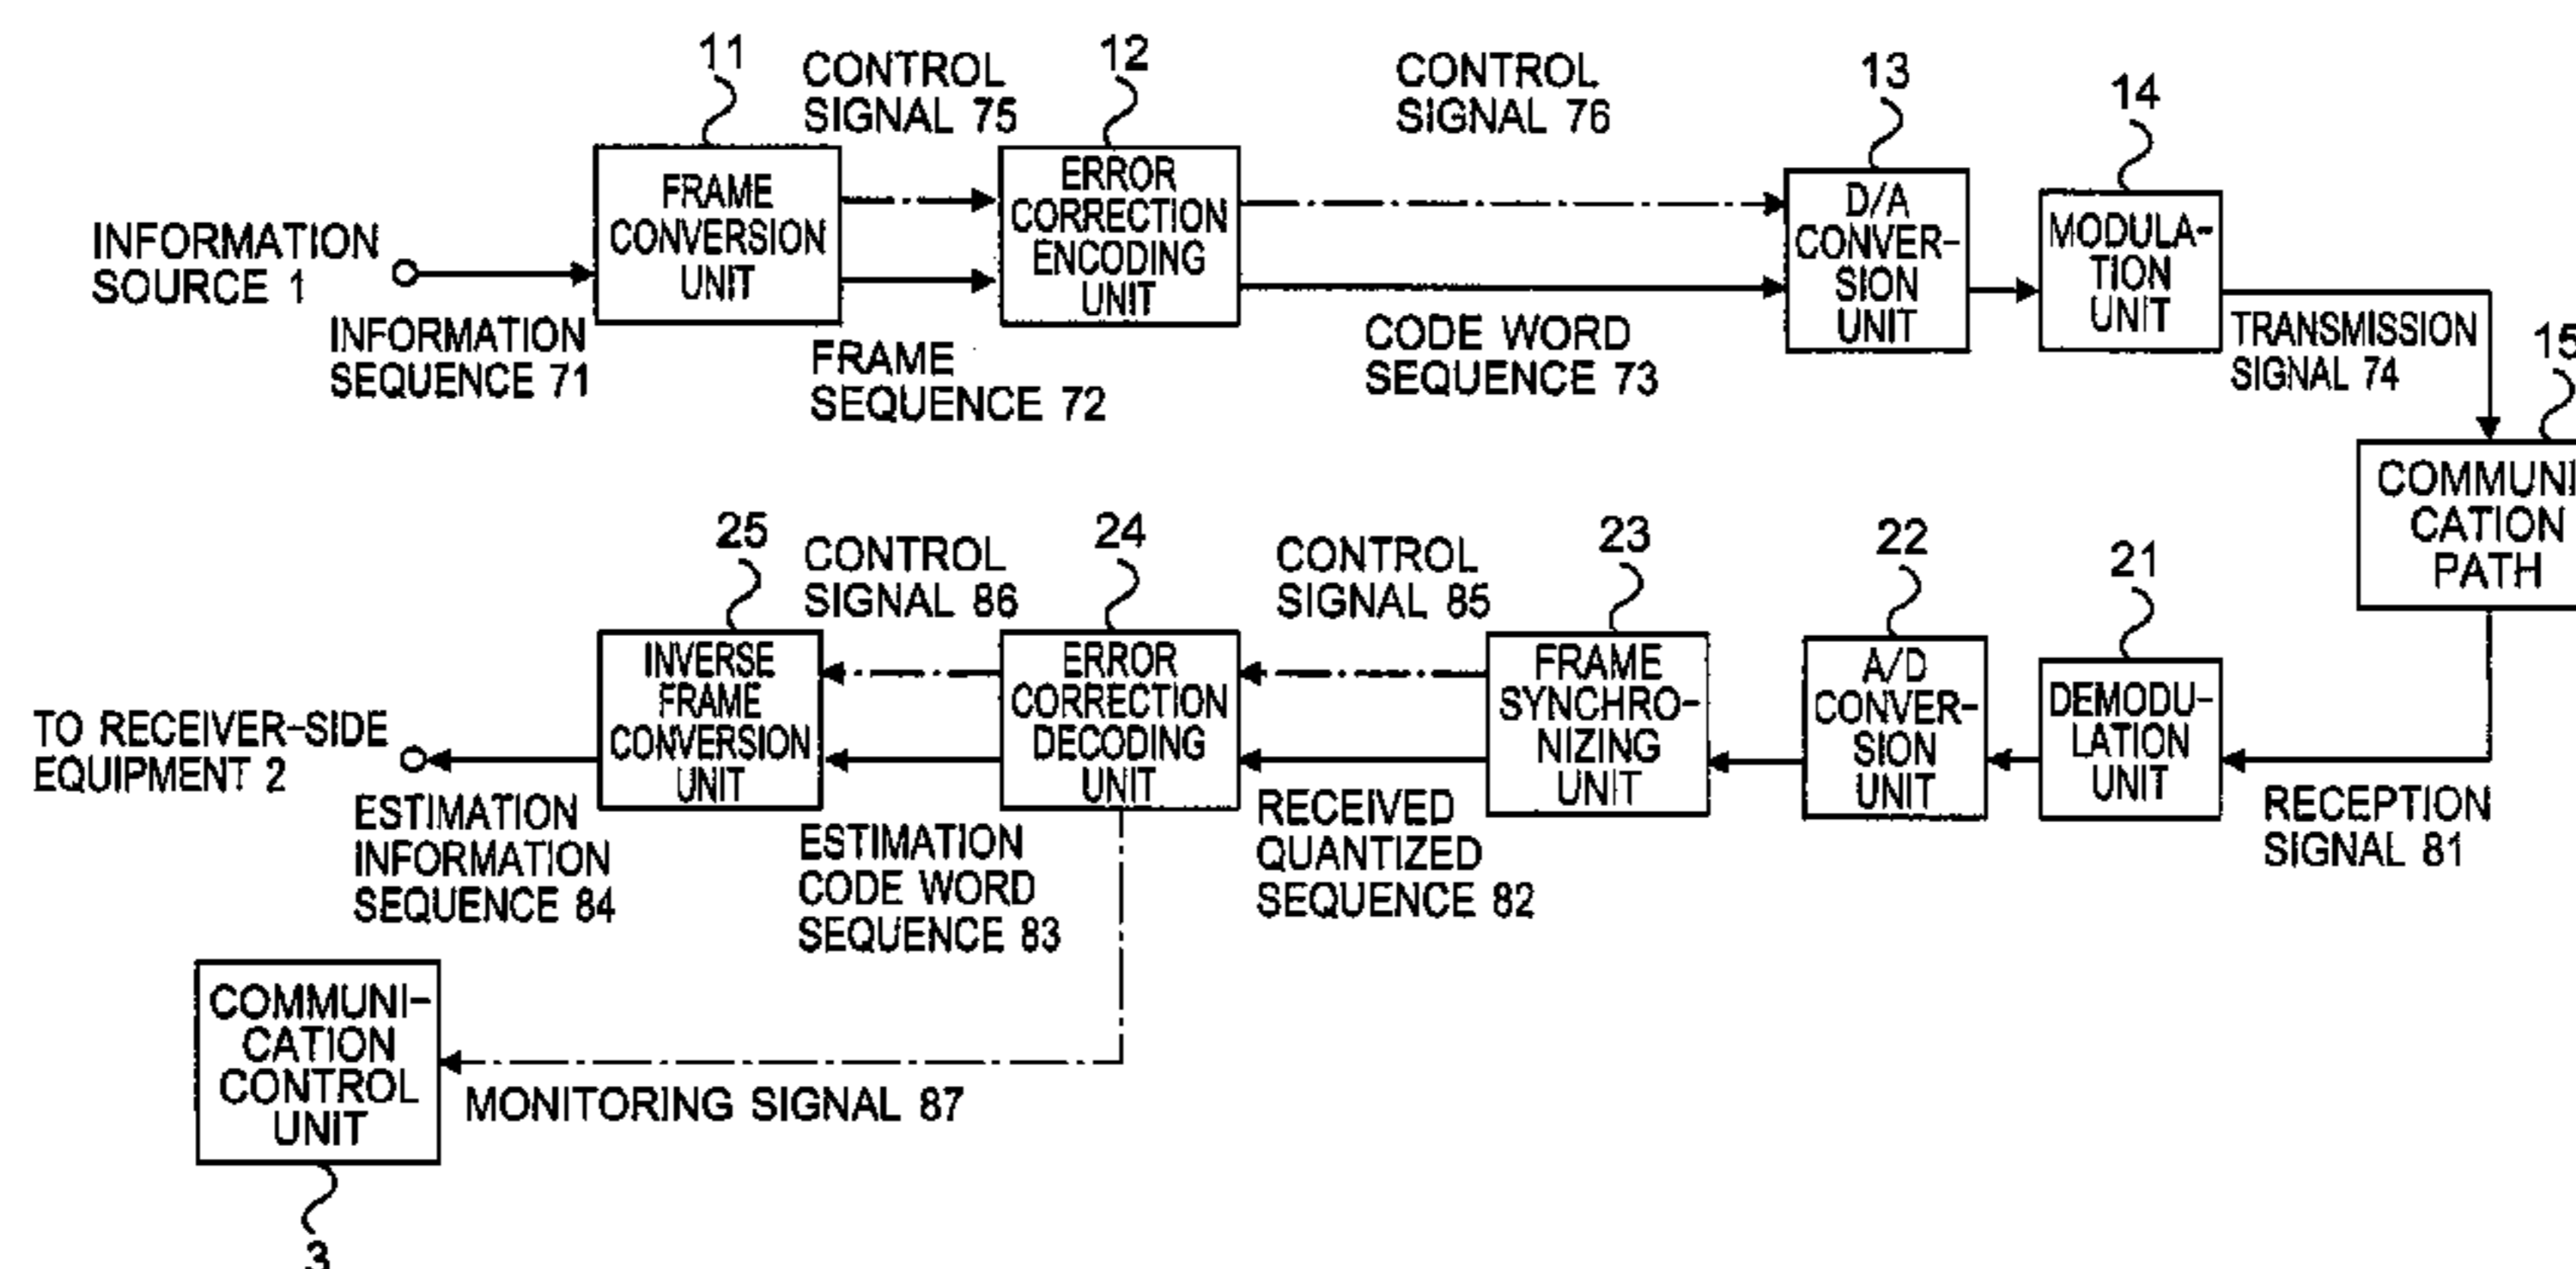 11
CONTROL
SIGNAL 75
12
CONTROL
SIGNAL 76
13
14
INFORMATION
SOURCE 1
FRAME
CONVERSION
UNIT
ERROR
CORRECTION
ENCODING
UNIT
D/A
CONVER-
SION
UNIT
MODULA-
TION
UNIT
INFORMATION
SEQUENCE 71
FRAME
SEQUENCE 72
CODE WORD
SEQUENCE 73
TRANSMISSION
SIGNAL 74
15
COMMUNI
CATION
PATH
25
CONTROL
SIGNAL 86
24
CONTROL
SIGNAL 85
23
22
21
TO RECEIVER-SIDE
EQUIPMENT 2
INVERSE
FRAME
CONVERSION
UNIT
ERROR
CORRECTION
DECODING
UNIT
FRAME
SYNCHRO-
NIZING
UNIT
A/D
CONVER-
SION
UNIT
DEMODU-
LATION
UNIT
ESTIMATION
INFORMATION
SEQUENCE 84
ESTIMATION
CODE WORD
SEQUENCE 83
RECEIVED
QUANTIZED
SEQUENCE 82
RECEPTION
SIGNAL 81
COMMUNI-
CATION
CONTROL
UNIT
MONITORING SIGNAL 87
3